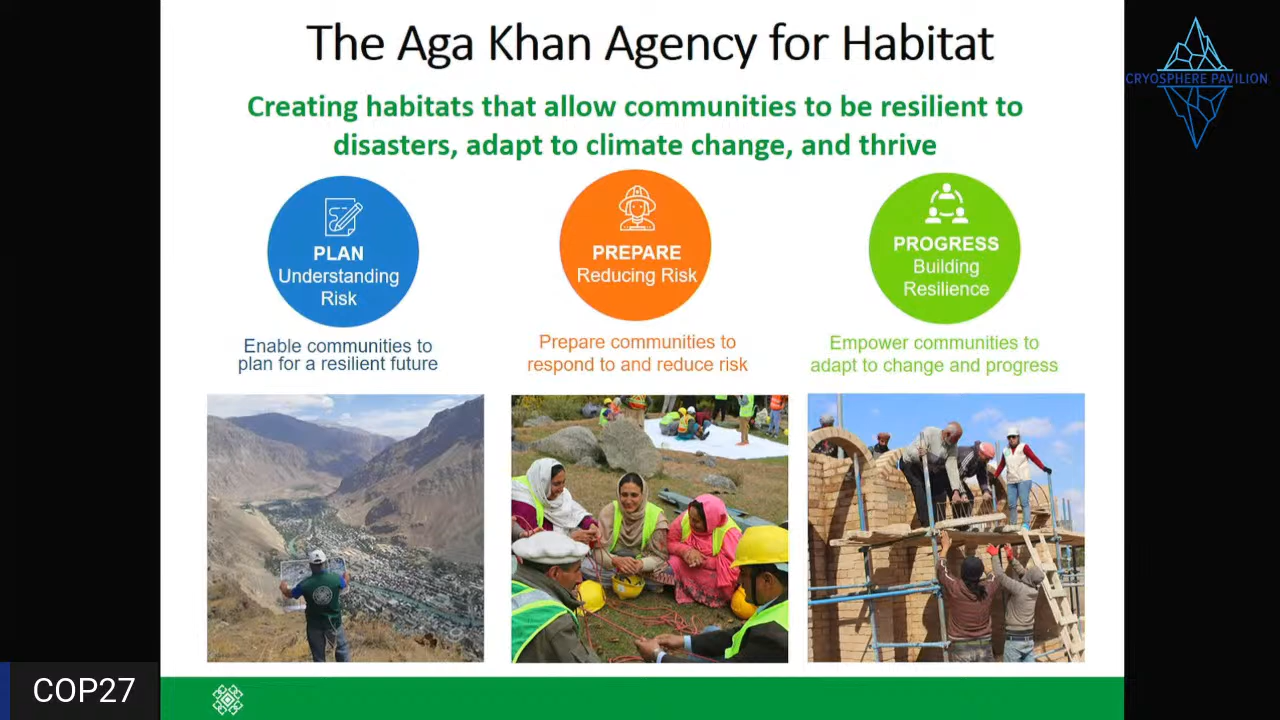 The Aga Khan Agency for Habitat
CRYOSPHERE PAVILION
Creating habitats that allow communities to be resilient to
disasters, adapt to climate change, and thrive
PLAN
Understanding
Risk
PREPARE
Reducing Risk
PROGRESS
Building
Resilience
Enable communities to
plan for a resilient future
Prepare communities to
respond to and reduce risk
Empower communities to
adapt to change and progress
COP27